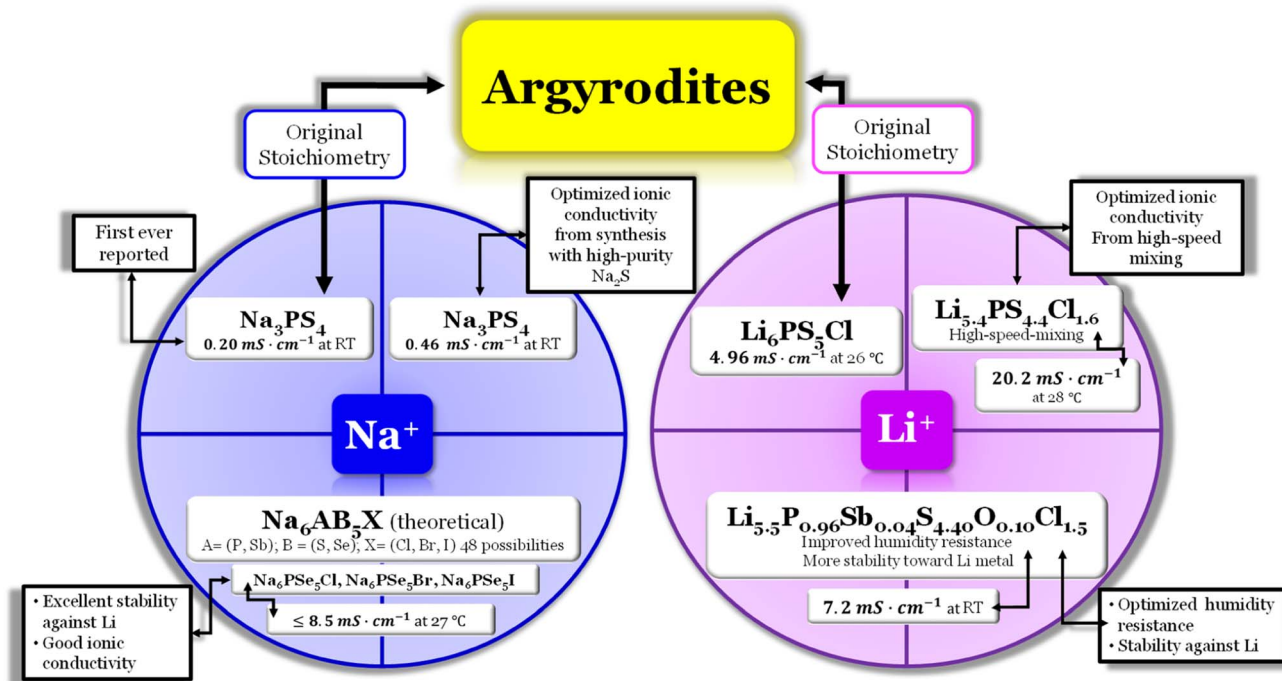 Argyrodites
Original
Stoichiometry
Original
Stoichiometry
First ever
reported
Optimized ionic
conductivity
from synthesis
with high-purity
Na₂S
Optimized ionic
conductivity
From high-speed
mixing
Na₃PS₄
0.20 mS · cm⁻¹ at RT
Na₃PS₄
0.46 mS · cm⁻¹ at RT
Li₆PS₅Cl
4.96 mS · cm⁻¹ at 26 °C
Li₅.₄PS₄.₄Cl₁.₆
High-speed-mixing
20.2 mS · cm⁻¹
at 28 °C
Na⁺
Li⁺
Na₆AB₅X (theoretical)
A= (P, Sb); B = (S, Se); X= (Cl, Br, I) 48 possibilities
Na₆PSe₅Cl, Na₆PSe₅Br, Na₆PSe₅I
≤ 8.5 mS · cm⁻¹ at 27 °C
• Excellent stability
against Li
• Good ionic
conductivity
Li₅.₅P₀.₉₆Sb₀.₀₄S₄.₄₀O₀.₁₀Cl₁.₅
Improved humidity resistance
More stability toward Li metal
7.2 mS · cm⁻¹ at RT
• Optimized humidity
resistance
• Stability against Li